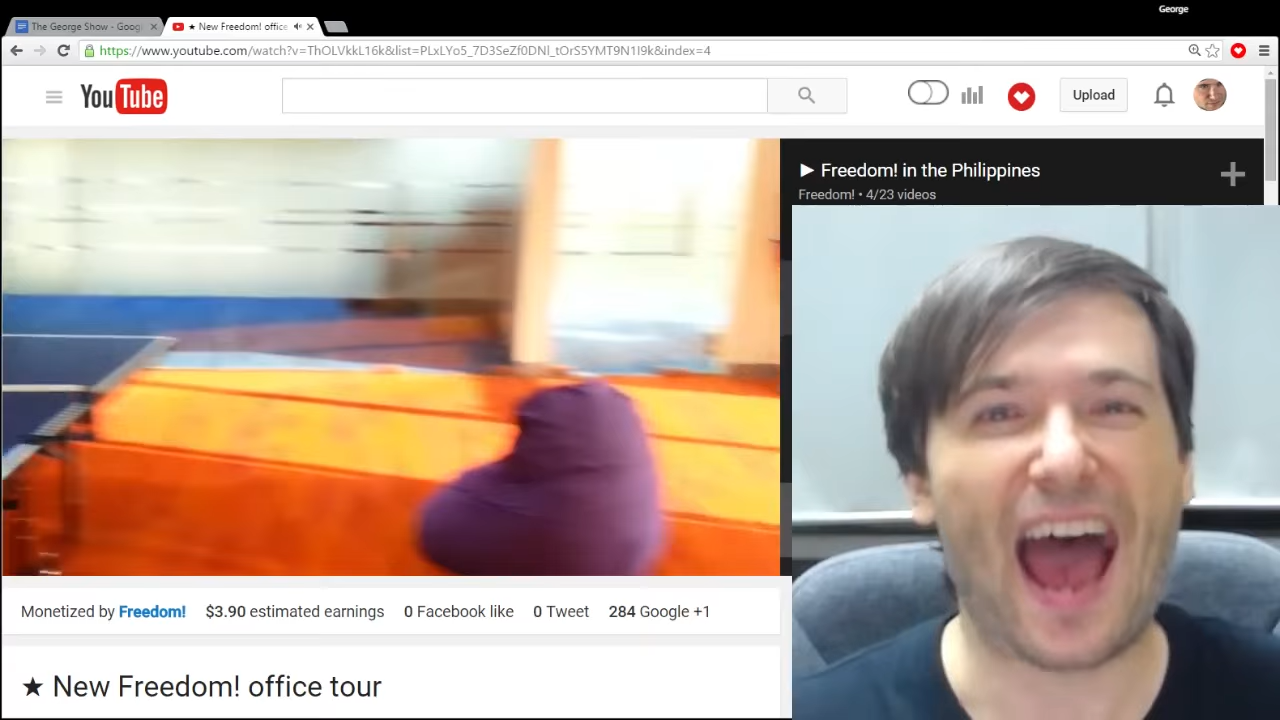 George
The George Show - Goog
★ New Freedom! office
https://www.youtube.com/watch?v=ThOLVkkL16k&list=PLxLYo5_7D3SeZf0DNI_tOrS5YMT9N1I9k&index=4
YouTube
Upload
▶ Freedom! in the Philippines
Freedom! • 4/23 videos
Monetized by Freedom! $3.90 estimated earnings 0 Facebook like 0 Tweet 284 Google +1
★ New Freedom! office tour